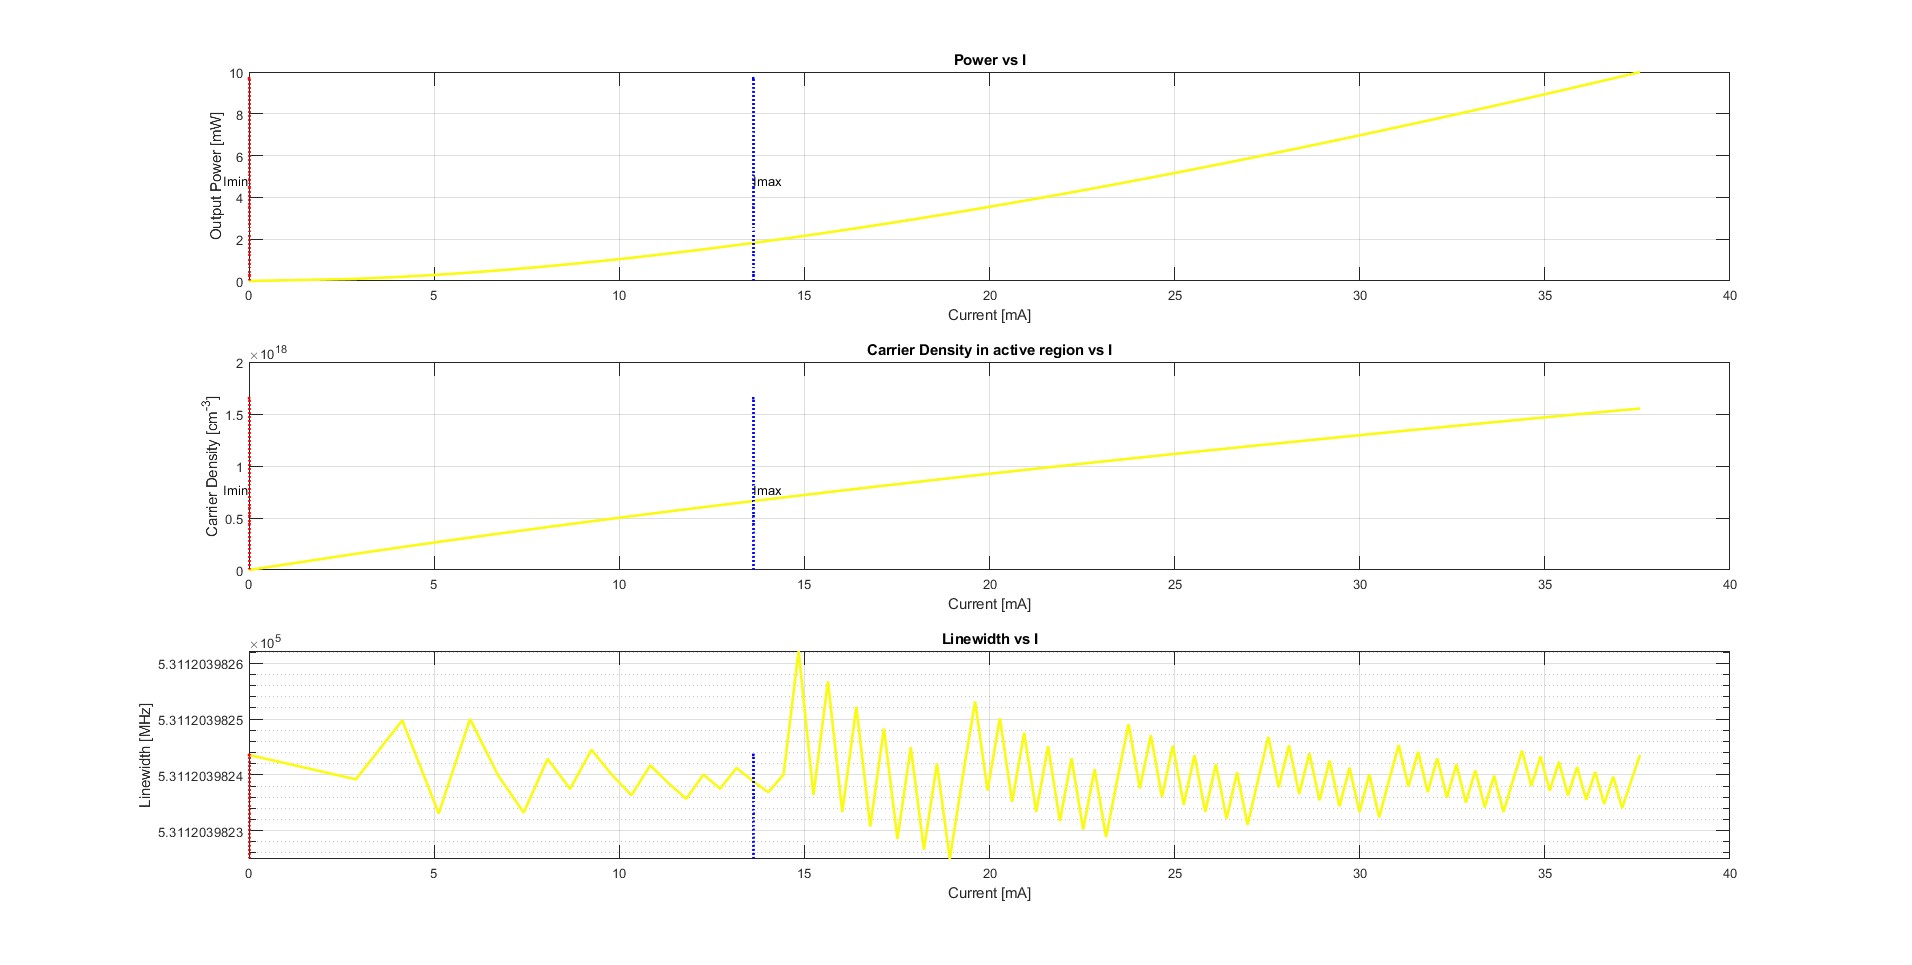 Power vs I
10
8
6
4
2
0
Output Power [mW]
Imin
Imax
0 5 10 15 20 25 30 35 40
Current [mA]
Carrier Density in active region vs I
×10^18
2
1.5
1
0.5
0
Carrier Density [cm^-3]
Imin
Imax
0 5 10 15 20 25 30 35 40
Current [mA]
Linewidth vs I
×10^5
5.3112039826
5.3112039825
5.3112039824
5.3112039823
Linewidth [MHz]
0 5 10 15 20 25 30 35 40
Current [mA]